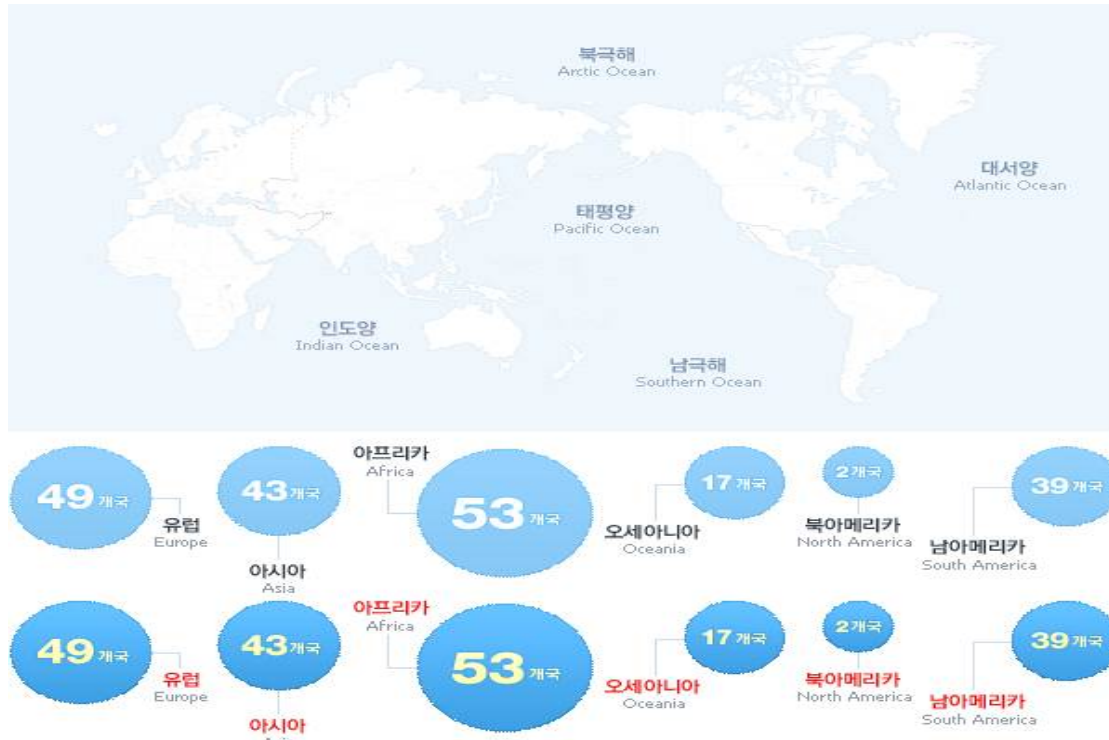 북극해
Arctic Ocean
대서양
Atlantic Ocean
태평양
Pacific Ocean
인도양
Indian Ocean
남극해
Southern Ocean
49개국
유럽
Europe
43개국
아시아
Asia
아프리카
Africa
53개국
17개국
오세아니아
Oceania
2개국
북아메리카
North America
39개국
남아메리카
South America
49개국
유럽
Europe
43개국
아시아
아프리카
Africa
53개국
17개국
오세아니아
Oceania
2개국
북아메리카
North America
39개국
남아메리카
South America